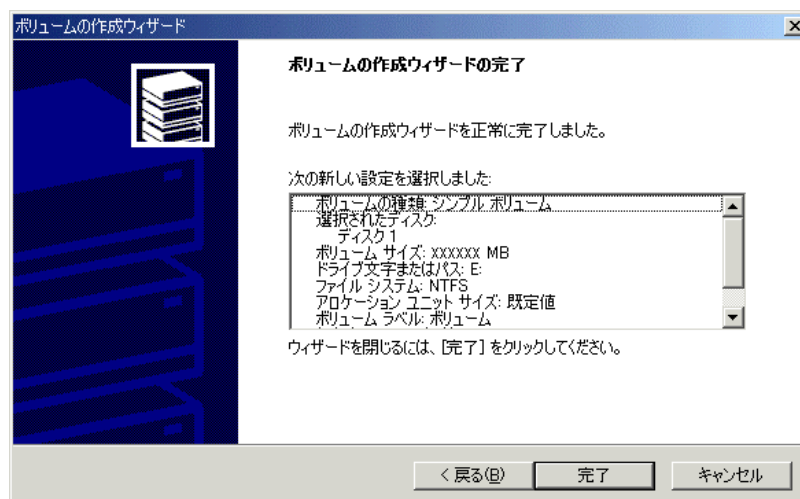 ボリュームの作成ウィザード
ボリュームの作成ウィザードの完了
ボリュームの作成ウィザードを正常に完了しました。
次の新しい設定を選択しました:
ボリュームの種類: シンプル ボリューム
選択されたディスク:
ディスク 1
ボリューム サイズ: xxxxxx MB
ドライブ文字またはパス: E:
ファイル システム: NTFS
アロケーション ユニット サイズ: 既定値
ボリューム ラベル: ボリューム
ウィザードを閉じるには、[完了] をクリックしてください。
< 戻る(B)
完了
キャンセル